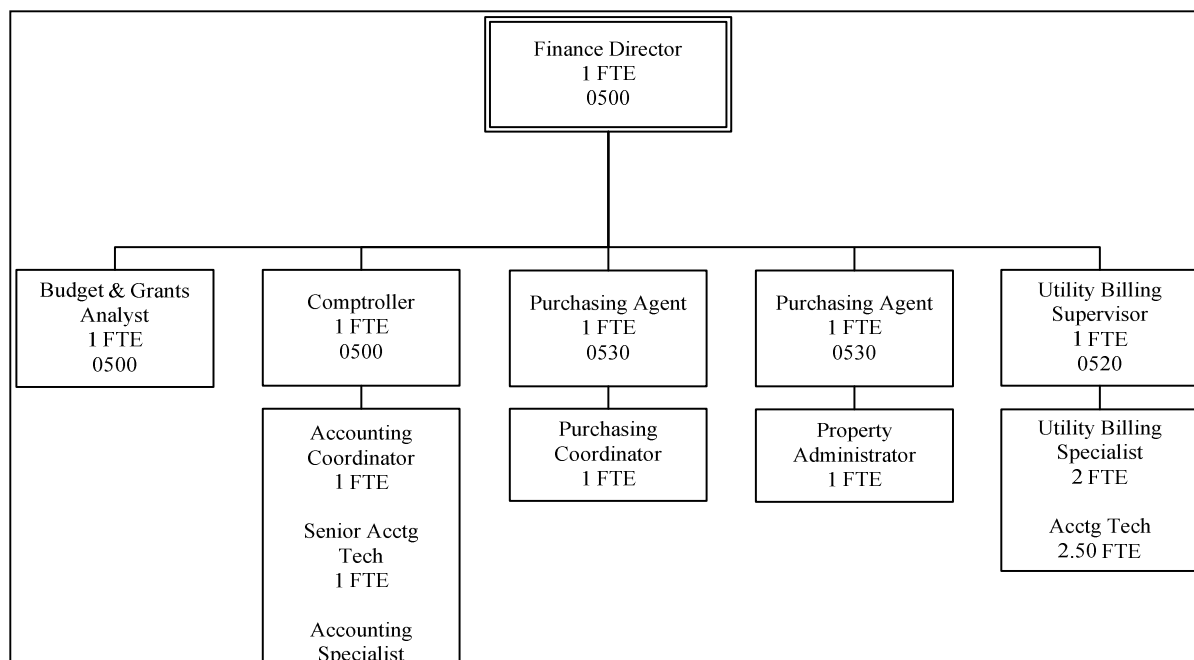 Finance Director
1 FTE
0500
Budget & Grants
Analyst
1 FTE
0500
Comptroller
1 FTE
0500
Purchasing Agent
1 FTE
0530
Purchasing Agent
1 FTE
0530
Utility Billing
Supervisor
1 FTE
0520
Accounting
Coordinator
1 FTE
Senior Acctg
Tech
1 FTE
Accounting
Specialist
Purchasing
Coordinator
1 FTE
Property
Administrator
1 FTE
Utility Billing
Specialist
2 FTE
Acctg Tech
2.50 FTE